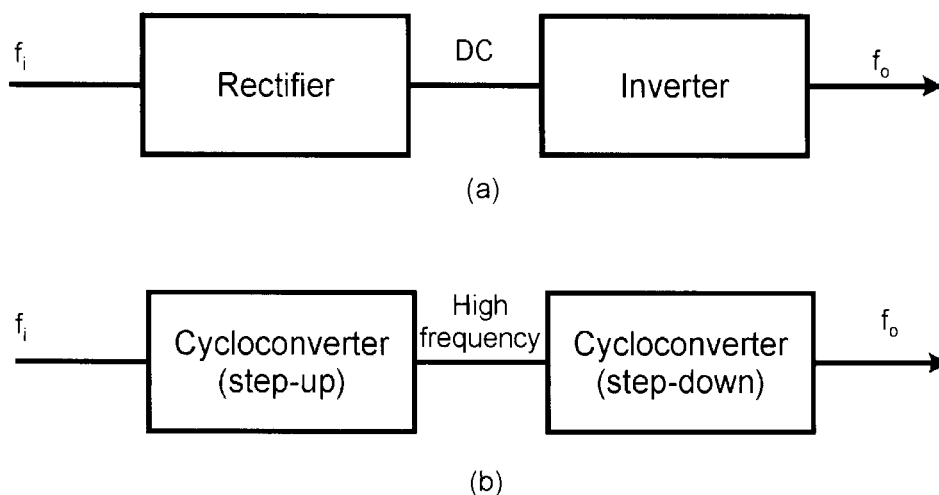 f_i
Rectifier
DC
Inverter
f_o
(a)
f_i
Cycloconverter
(step-up)
High
frequency
Cycloconverter
(step-down)
f_o
(b)